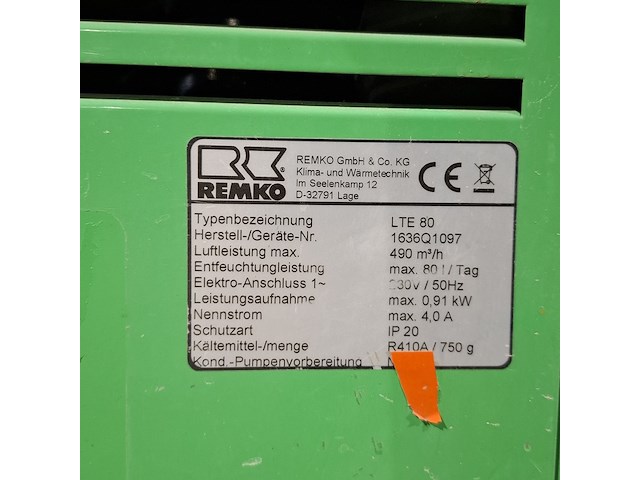 REMKO
REMKO GmbH & Co. KG
Klima- und Wärmetechnik
Im Seelenkamp 12
D-32791 Lage
CE
Typenbezeichnung LTE 80
Herstell-/Geräte-Nr. 1636Q1097
Luftleistung max. 490 m³/h
Entfeuchtungleistung max. 80 l / Tag
Elektro-Anschluss 1~ 230V / 50Hz
Leistungsaufnahme max. 0,91 kW
Nennstrom max. 4,0 A
Schutzart IP 20
Kältemittel/-menge R410A / 750 g
Kond.-Pumpenvorbereitung